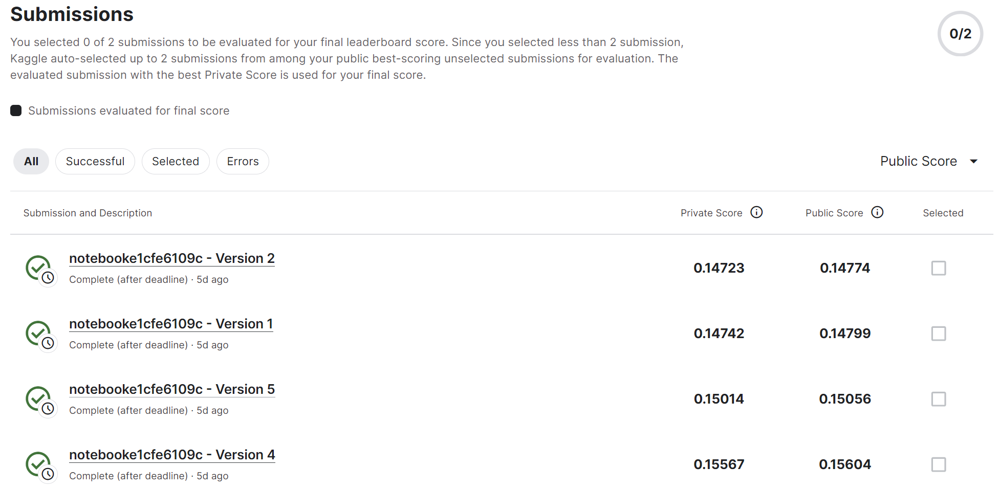 Submissions
0/2
You selected 0 of 2 submissions to be evaluated for your final leaderboard score. Since you selected less than 2 submission,
Kaggle auto-selected up to 2 submissions from among your public best-scoring unselected submissions for evaluation. The
evaluated submission with the best Private Score is used for your final score.
Submissions evaluated for final score
All Successful Selected Errors Public Score
Submission and Description Private Score Public Score Selected
notebooke1cfe6109c - Version 2
Complete (after deadline) · 5d ago
0.14723 0.14774
notebooke1cfe6109c - Version 1
Complete (after deadline) · 5d ago
0.14742 0.14799
notebooke1cfe6109c - Version 5
Complete (after deadline) · 5d ago
0.15014 0.15056
notebooke1cfe6109c - Version 4
Complete (after deadline) · 5d ago
0.15567 0.15604